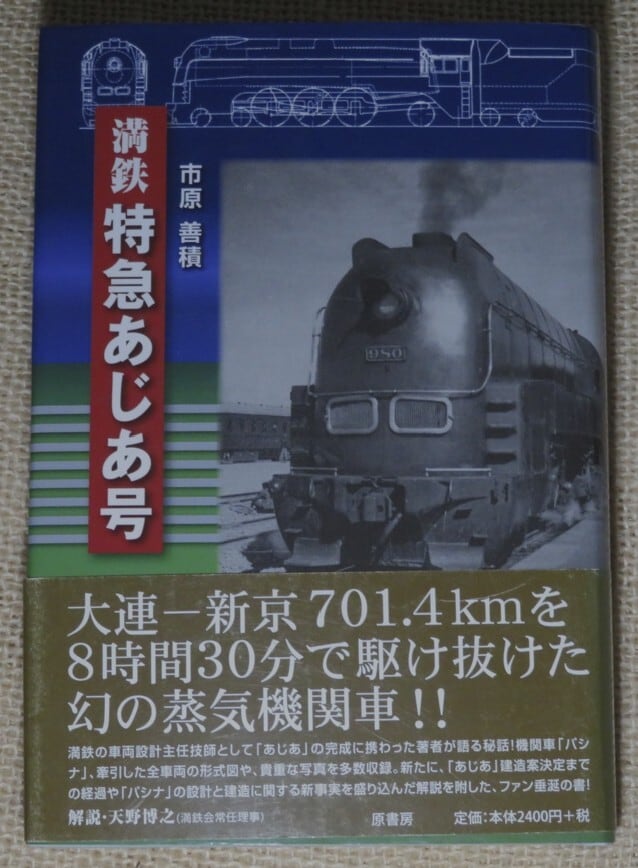 満鉄 特急あじあ号
市原 善積
980
大連－新京701.4kmを
8時間30分で駆け抜けた
幻の蒸気機関車!!
満鉄の車両設計主任技師として「あじあ」の完成に携わった著者が語る秘話!機関車「パシ
ナ」、牽引した全車両の形式図や、貴重な写真を多数収録。新たに、「あじあ」建造案決定まで
の経過や「パシナ」の設計と建造に関する新事実を盛り込んだ解説を附した、ファン垂涎の書!
解説・天野博之(満鉄会常任理事) 原書房 定価:本体2400円+税